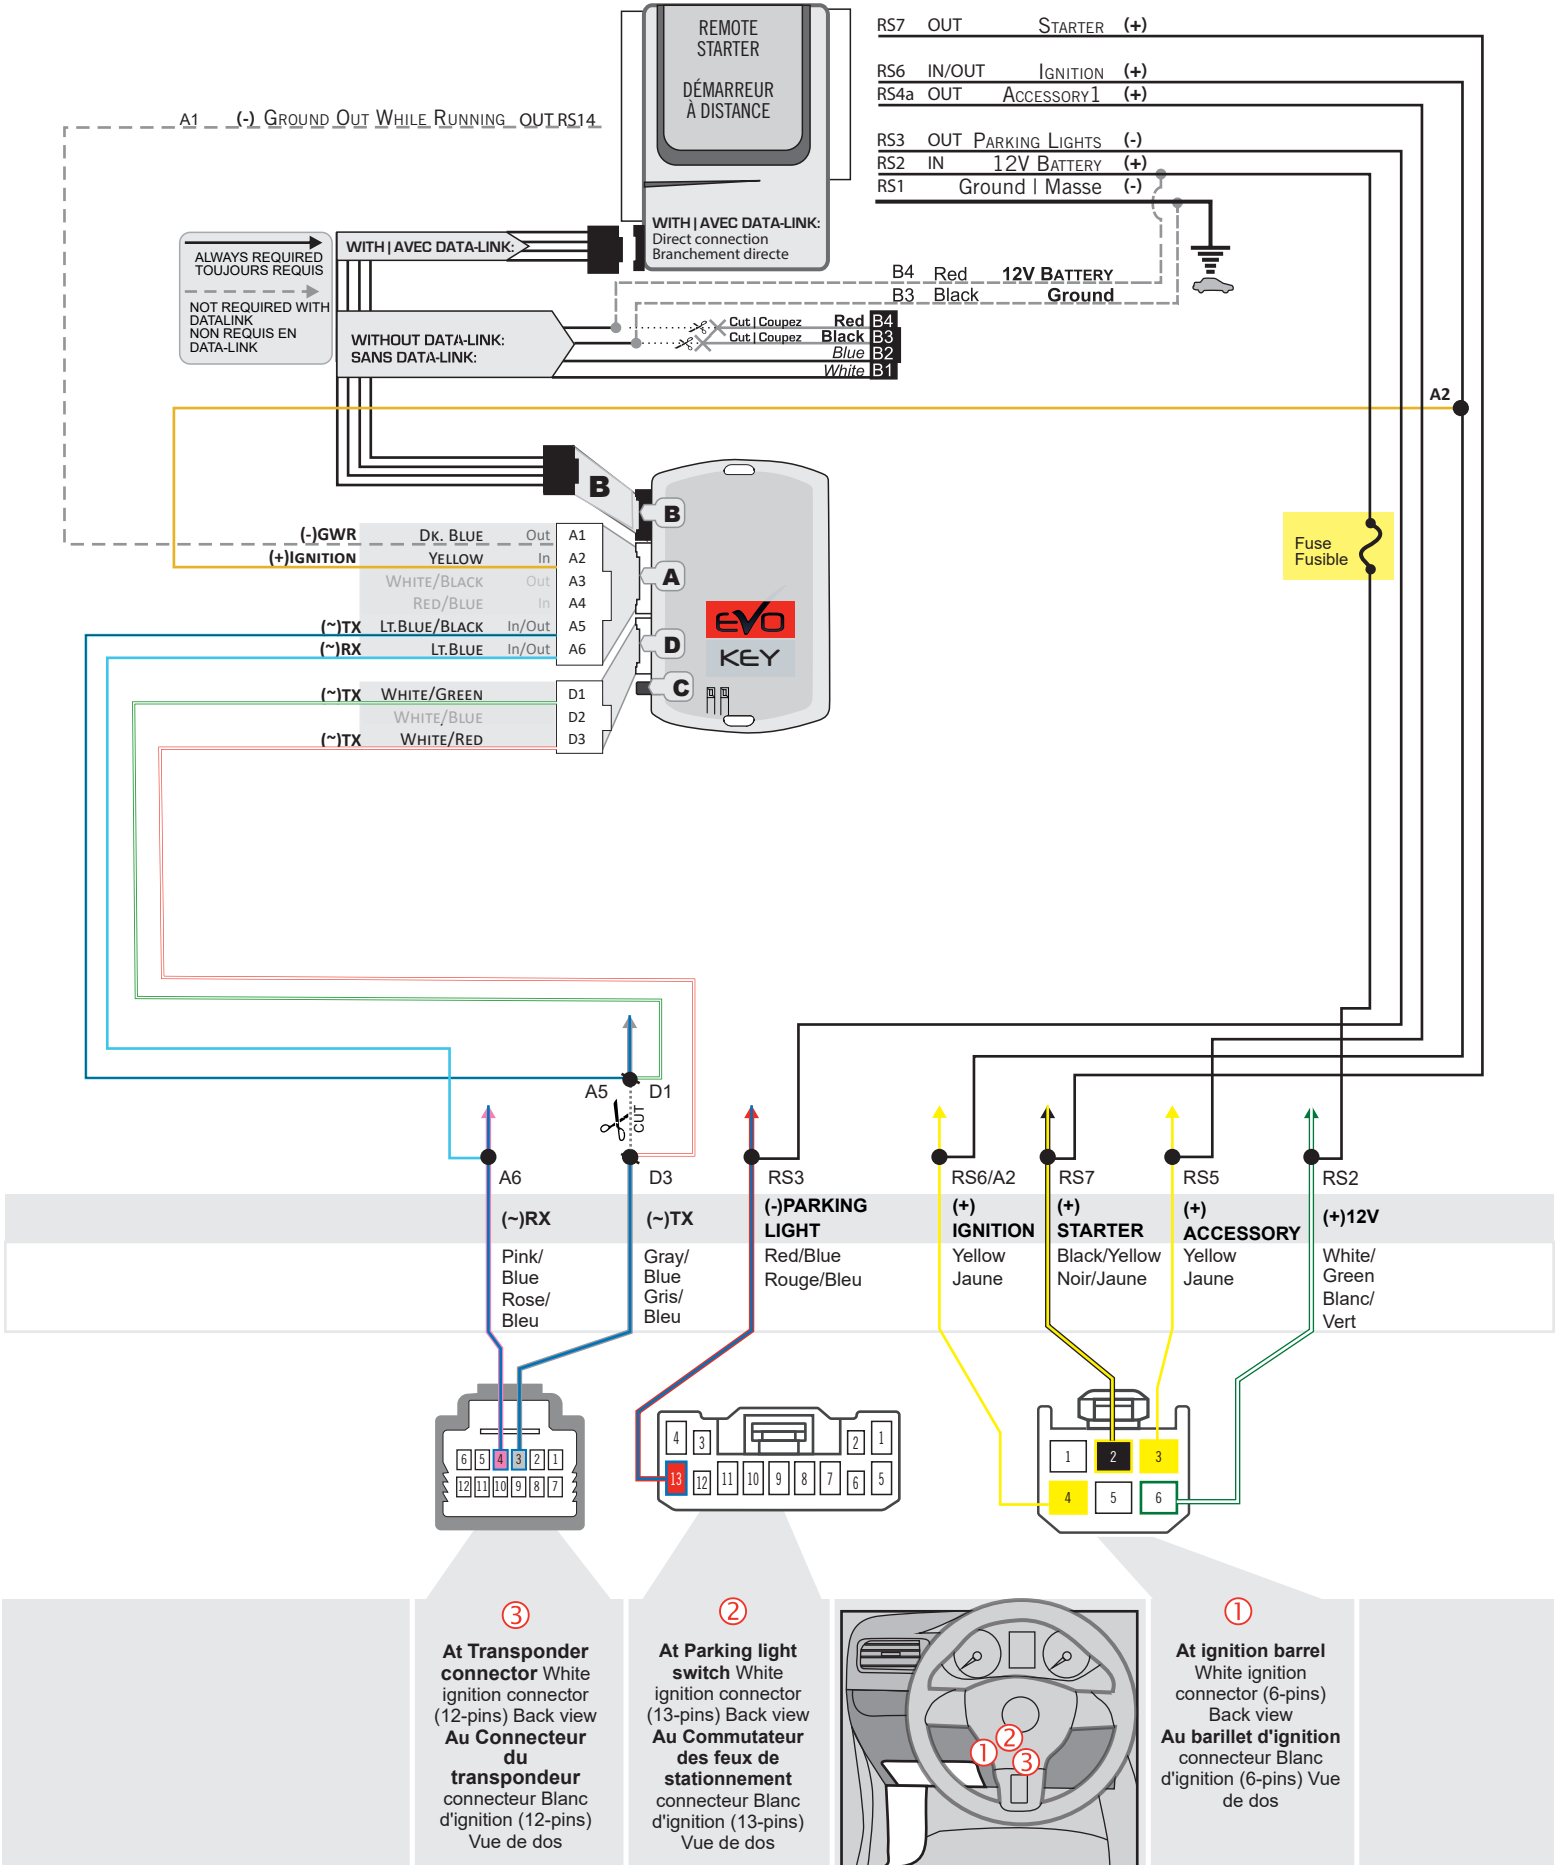 REMOTE
STARTER
DÉMARREUR
À DISTANCE
WITH | AVEC DATA-LINK:
Direct connection
Branchement directe
RS7 OUT STARTER (+)
RS6 IN/OUT IGNITION (+)
RS4a OUT ACCESSORY1 (+)
RS3 OUT PARKING LIGHTS (-)
RS2 IN 12V BATTERY (+)
RS1 Ground | Masse (-)
A1 (-) GROUND OUT WHILE RUNNING OUT RS14
ALWAYS REQUIRED
TOUJOURS REQUIS
NOT REQUIRED WITH
DATALINK
NON REQUIS EN
DATA-LINK
WITH | AVEC DATA-LINK:
WITHOUT DATA-LINK:
SANS DATA-LINK:
B4 Red 12V BATTERY
B3 Black Ground
Cut | Coupez Red B4
Cut | Coupez Black B3
Blue B2
White B1
A2
B
B
A
D
C
EVO
KEY
Fuse
Fusible
(-)GWR DK. BLUE Out A1
(+)IGNITION YELLOW In A2
WHITE/BLACK Out A3
RED/BLUE In A4
(~)TX LT.BLUE/BLACK In/Out A5
(~)RX LT.BLUE In/Out A6
(~)TX WHITE/GREEN D1
WHITE/BLUE D2
(~)TX WHITE/RED D3
A5 D1
CUT
A6
D3
RS3
RS6/A2
RS7
RS5
RS2
(~)RX
(~)TX
(-)PARKING
LIGHT
(+)
IGNITION
(+)
STARTER
(+)
ACCESSORY
(+)12V
Pink/
Blue
Rose/
Bleu
Gray/
Blue
Gris/
Bleu
Red/Blue
Rouge/Bleu
Yellow
Jaune
Black/Yellow
Noir/Jaune
Yellow
Jaune
White/
Green
Blanc/
Vert
6 5 4 3 2 1
12 11 10 9 8 7
4 3 2 1
13 12 11 10 9 8 7 6 5
1 2 3
4 5 6
3
At Transponder
connector White
ignition connector
(12-pins) Back view
Au Connecteur
du
transpondeur
connecteur Blanc
d'ignition (12-pins)
Vue de dos
2
At Parking light
switch White
ignition connector
(13-pins) Back view
Au Commutateur
des feux de
stationnement
connecteur Blanc
d'ignition (13-pins)
Vue de dos
1
2
3
1
At ignition barrel
White ignition
connector (6-pins)
Back view
Au barillet d'ignition
connecteur Blanc
d'ignition (6-pins) Vue
de dos